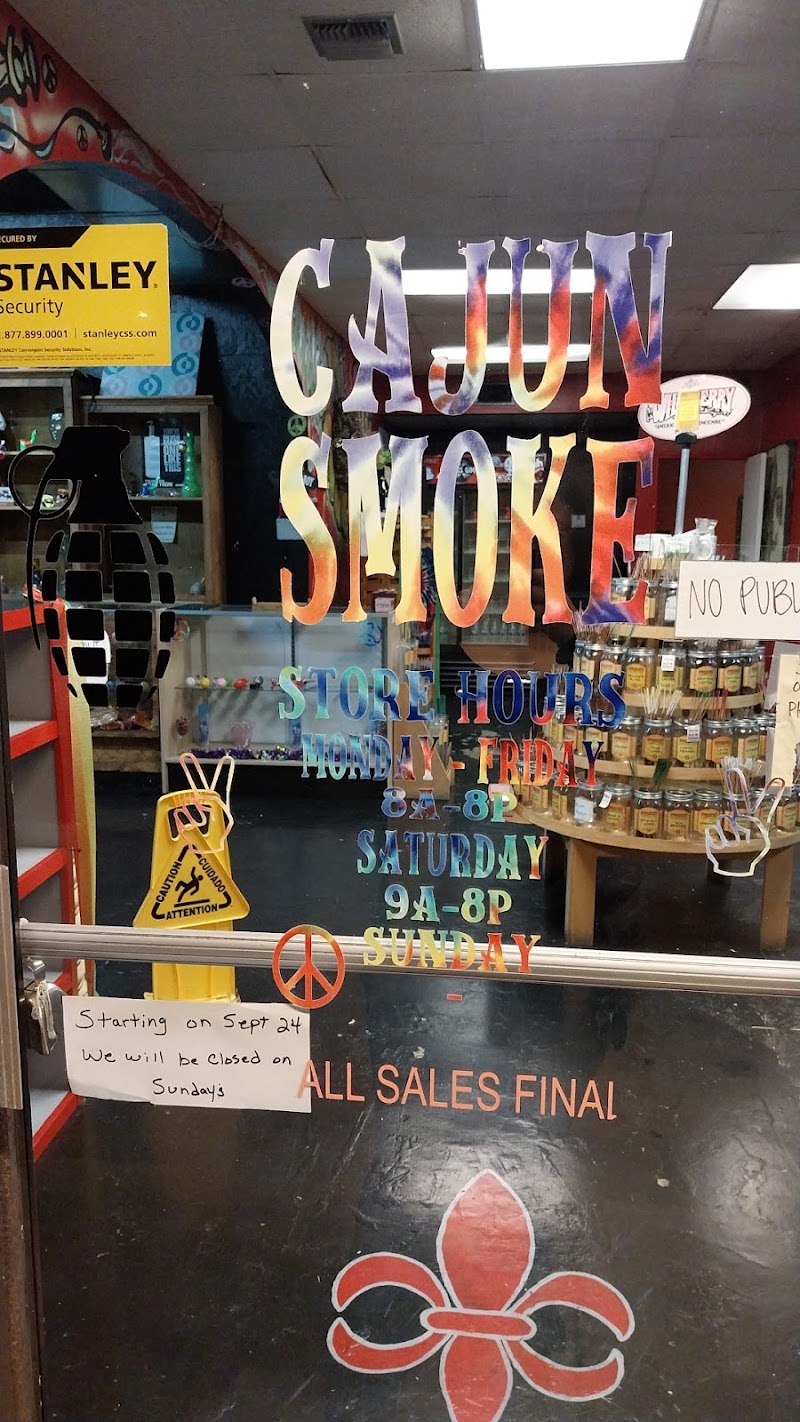 SECURED BY
STANLEY
Security
1.877.899.0001 | stanleycss.com
CAJUN
SMOKE
STORE HOURS
MONDAY - FRIDAY
8A-8P
SATURDAY
9A-8P
SUNDAY
-
NO PUBL
CAUTION
CUIDADO
ATTENTION
Starting on Sept 24
We will be closed on
Sunday's
ALL SALES FINAL